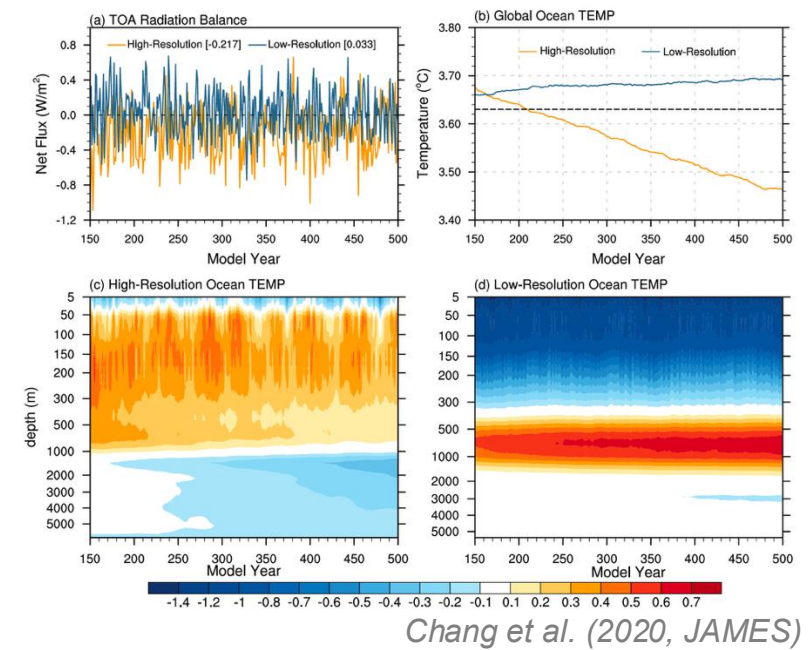 (a) TOA Radiation Balance
High-Resolution [-0.217] Low-Resolution [0.033]
Net Flux (W/m²)
0.8
0.4
0.0
-0.4
-0.8
-1.2
150 200 250 300 350 400 450 500
Model Year
(b) Global Ocean TEMP
High-Resolution Low-Resolution
Temperature (°C)
3.80
3.70
3.60
3.50
3.40
150 200 250 300 350 400 450 500
Model Year
(c) High-Resolution Ocean TEMP
depth (m)
5
50
100
150
200
300
500
1000
2000
3000
4000
5000
150 200 250 300 350 400 450 500
Model Year
(d) Low-Resolution Ocean TEMP
5
50
100
150
200
300
500
1000
2000
3000
4000
5000
150 200 250 300 350 400 450 500
Model Year
-1.4 -1.2 -1 -0.8 -0.7 -0.6 -0.5 -0.4 -0.3 -0.2 -0.1 0.1 0.2 0.3 0.4 0.5 0.6 0.7
Chang et al. (2020, JAMES)